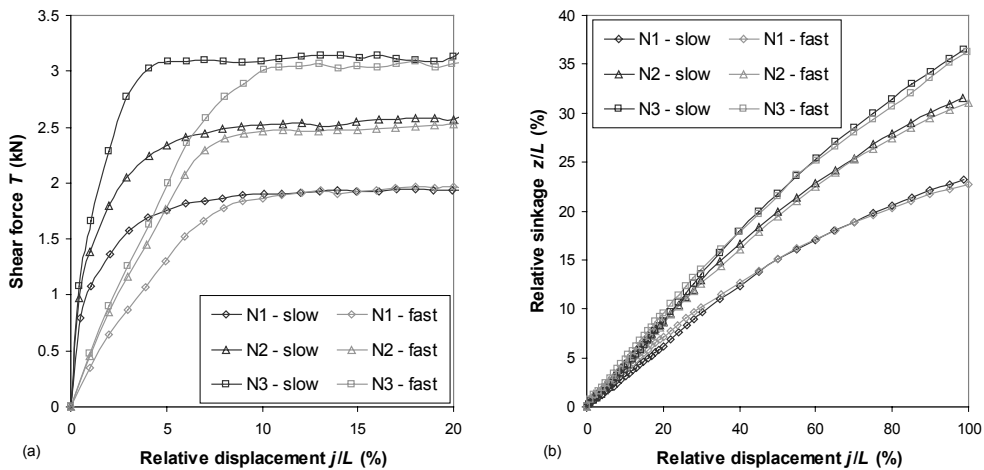 Shear force T (kN)
3.5
3
2.5
2
1.5
1
0.5
0
0 5 10 15 20
Relative displacement j/L (%)
N1 - slow N1 - fast
N2 - slow N2 - fast
N3 - slow N3 - fast
(a)
Relative sinkage z/L (%)
40
35
30
25
20
15
10
5
0
0 20 40 60 80 100
Relative displacement j/L (%)
N1 - slow N1 - fast
N2 - slow N2 - fast
N3 - slow N3 - fast
(b)